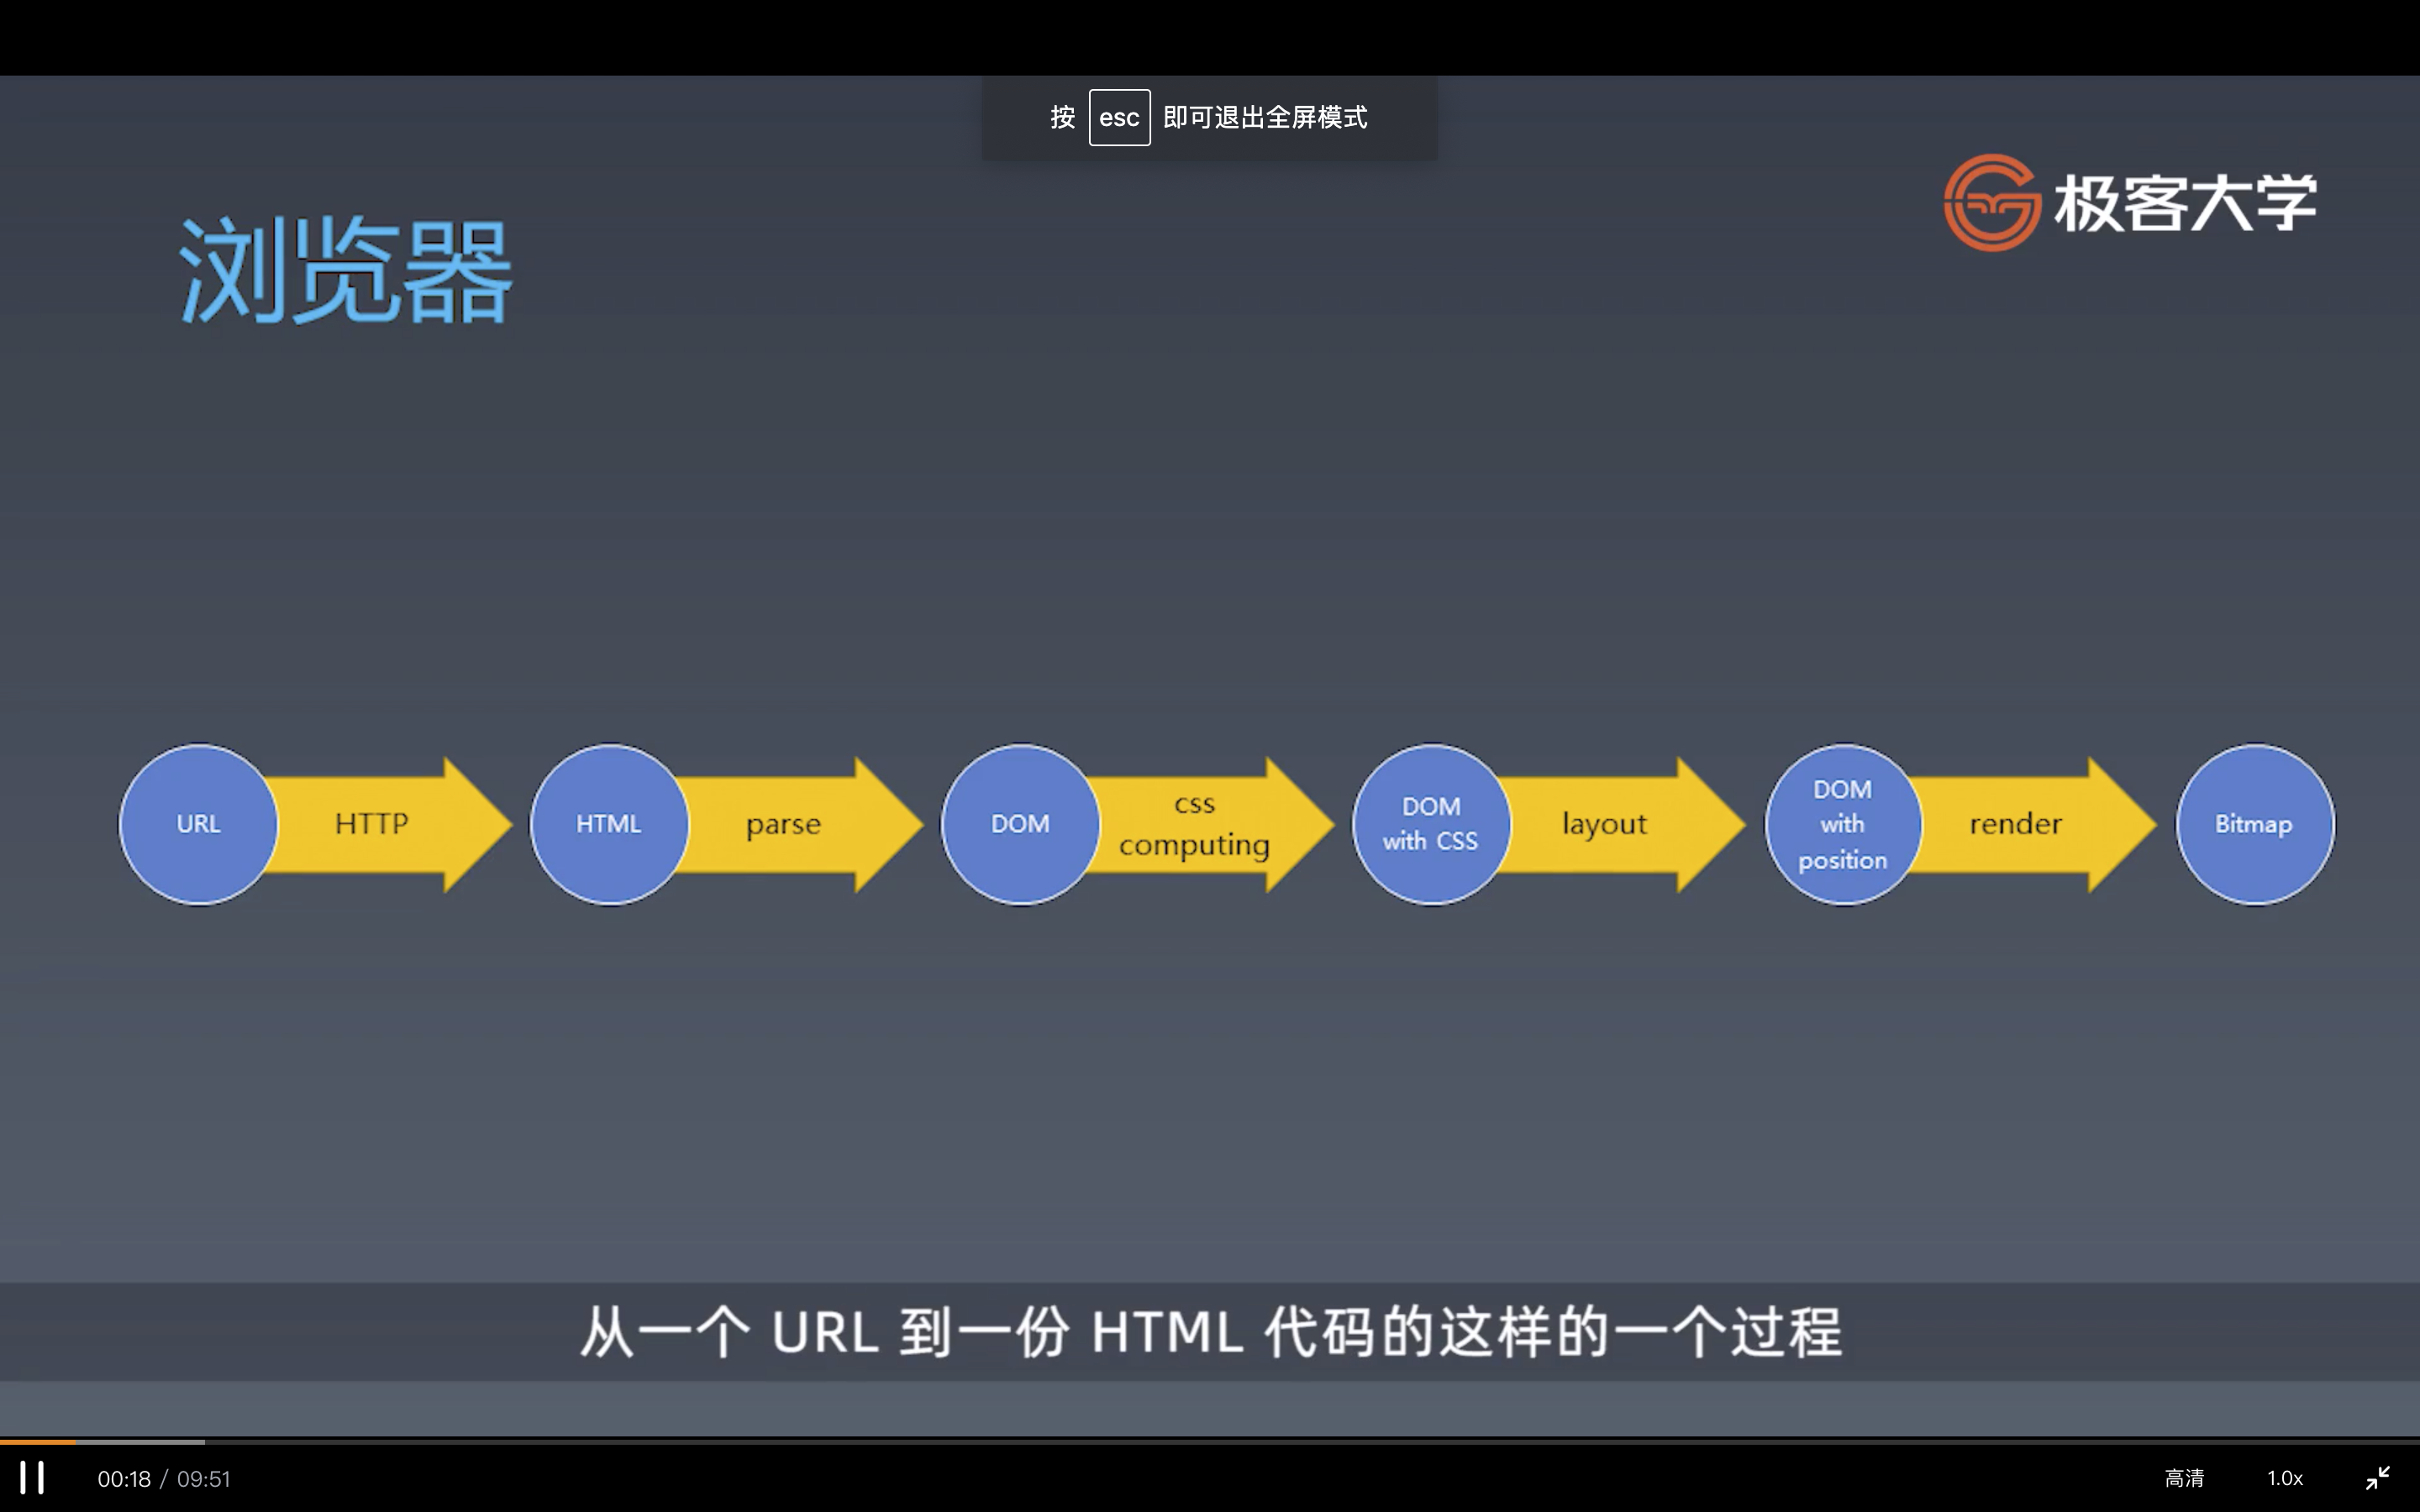 按 esc 即可退出全屏模式
极客大学
浏览器
URL
HTTP
HTML
parse
DOM
css
computing
DOM
with CSS
layout
DOM
with
position
render
Bitmap
从一个 URL 到一份 HTML 代码的这样的一个过程
00:18 / 09:51
高清
1.0x